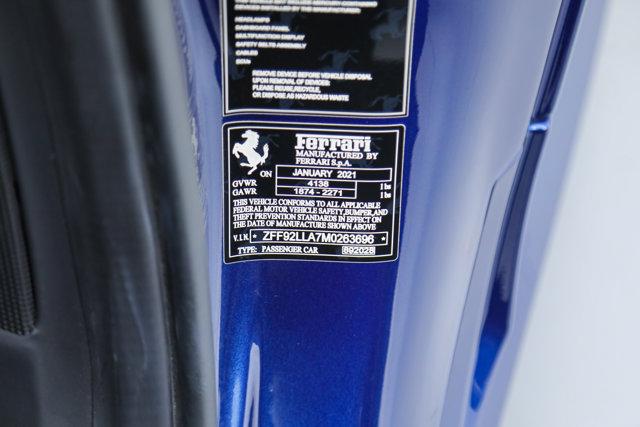 HEADLAMPS
DASHBOARD PANEL
MULTIFUNCTION DISPLAY
SAFETY BELTS ASSEMBLY
CABLES
ECUs
REMOVE DEVICE BEFORE VEHICLE DISPOSAL
UPON REMOVAL OF DEVICES:
PLEASE REUSE,RECYCLE,
OR DISPOSE AS HAZARDOUS WASTE
Ferrari
MANUFACTURED BY
FERRARI S.p.A.
ON JANUARY 2021
GVWR 4138 lbs
GAWR 1874 - 2271 lbs
THIS VEHICLE CONFORMS TO ALL APPLICABLE
FEDERAL MOTOR VEHICLE SAFETY,BUMPER,AND
THEFT PREVENTION STANDARDS IN EFFECT ON
THE DATE OF MANUFACTURE SHOWN ABOVE
V.I.N. * ZFF92LLA7M0263696 *
TYPE: PASSENGER CAR 892028